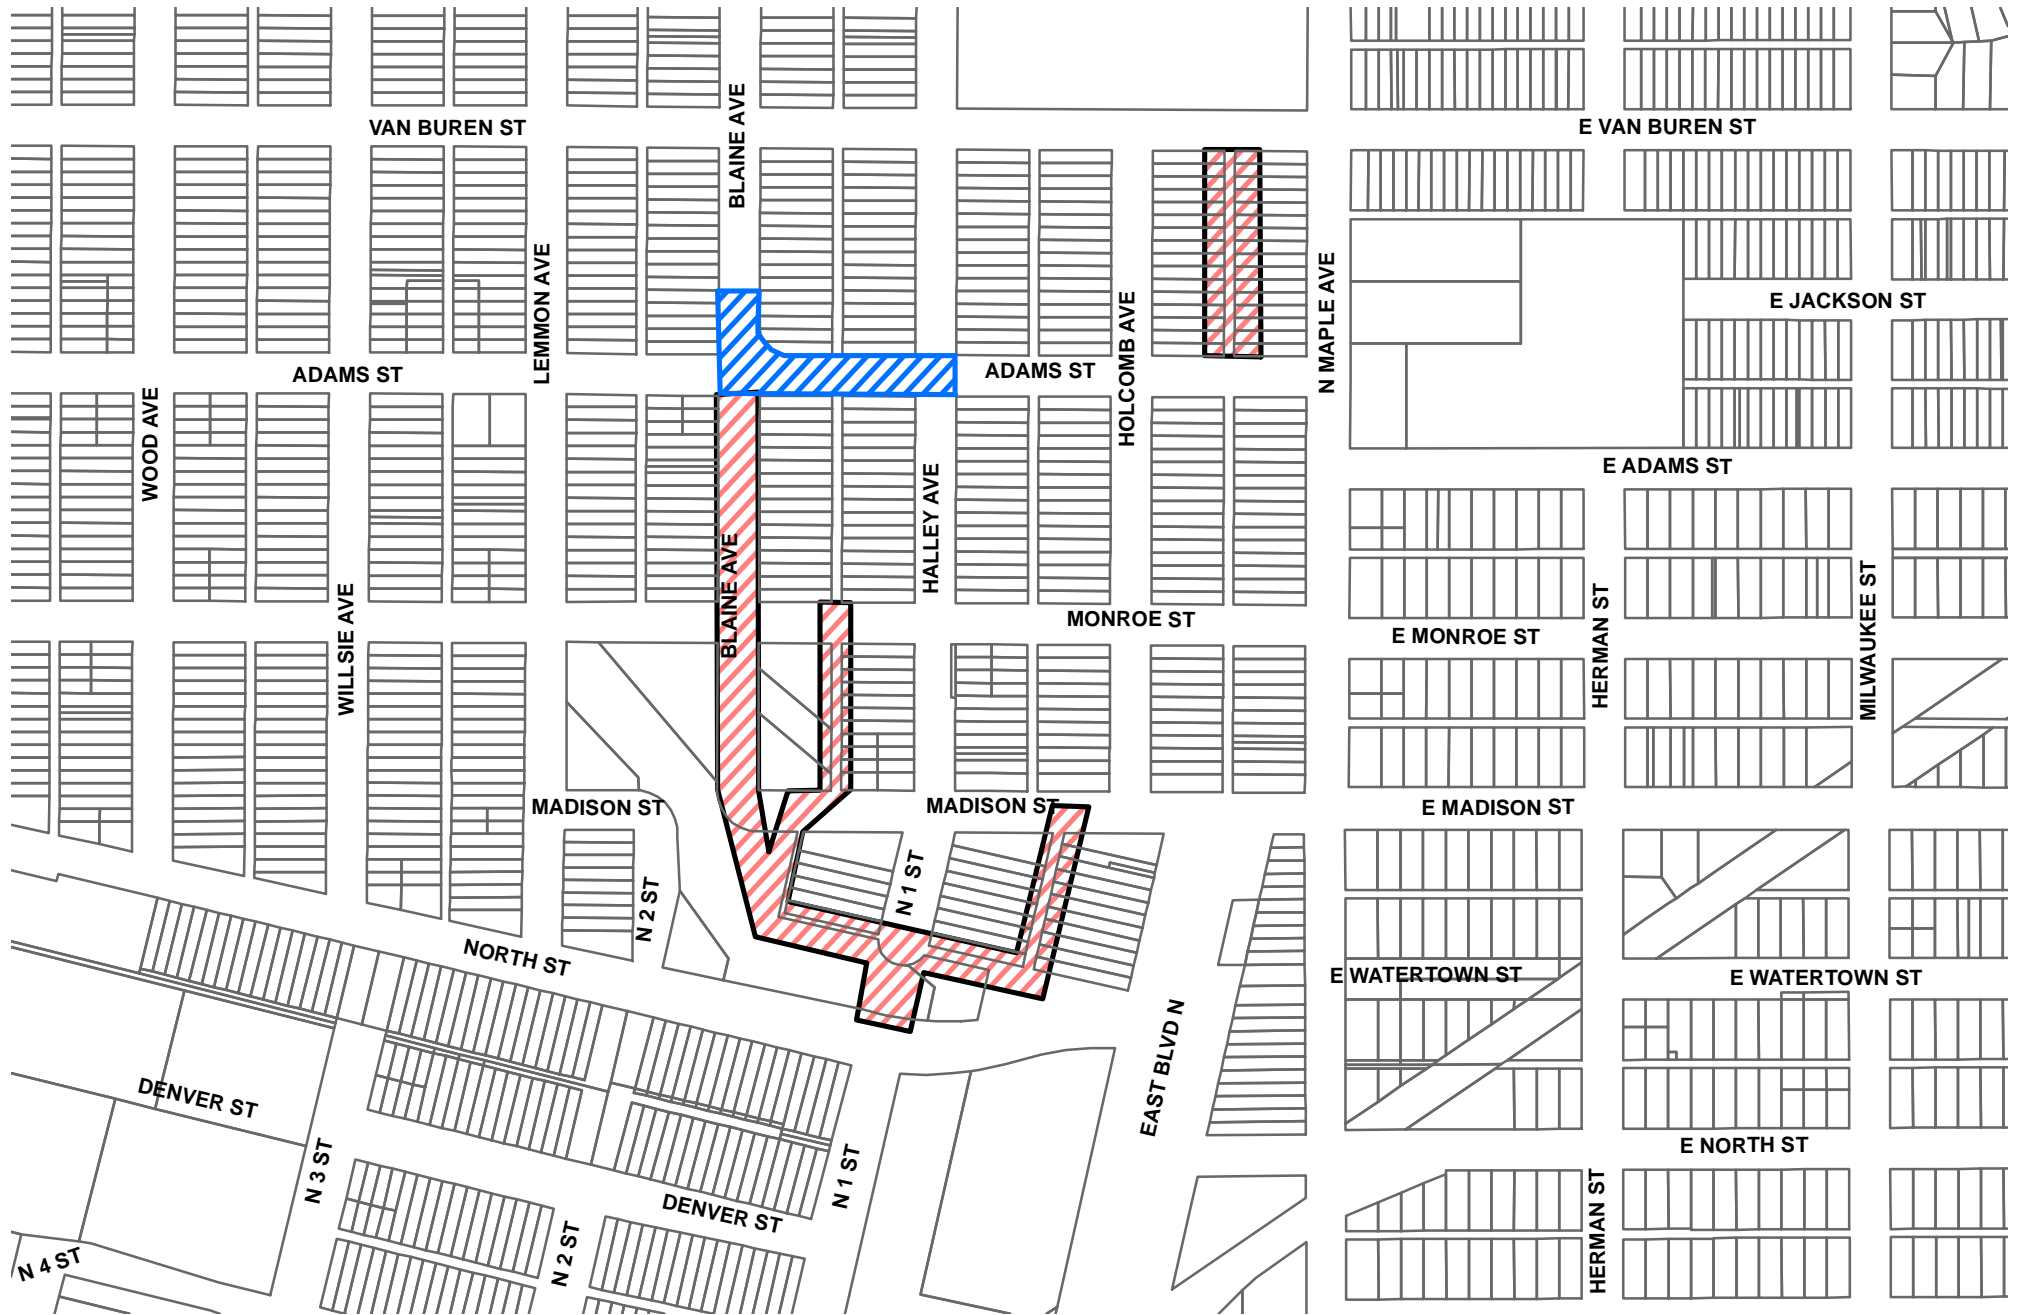 BLAINE AVE
VAN BUREN ST
E VAN BUREN ST
LEMMON AVE
HOLCOMB AVE
N MAPLE AVE
E JACKSON ST
ADAMS ST
ADAMS ST
WOOD AVE
E ADAMS ST
HALLEY AVE
BLAINE AVE
WILLSIE AVE
MONROE ST
E MONROE ST
HERMAN ST
MILWAUKEE ST
MADISON ST
MADISON ST
E MADISON ST
N 1 ST
N 2 ST
NORTH ST
E WATERTOWN ST
E WATERTOWN ST
EAST BLVD N
DENVER ST
E NORTH ST
N 3 ST
N 1 ST
DENVER ST
N 2 ST
N 4 ST
HERMAN ST